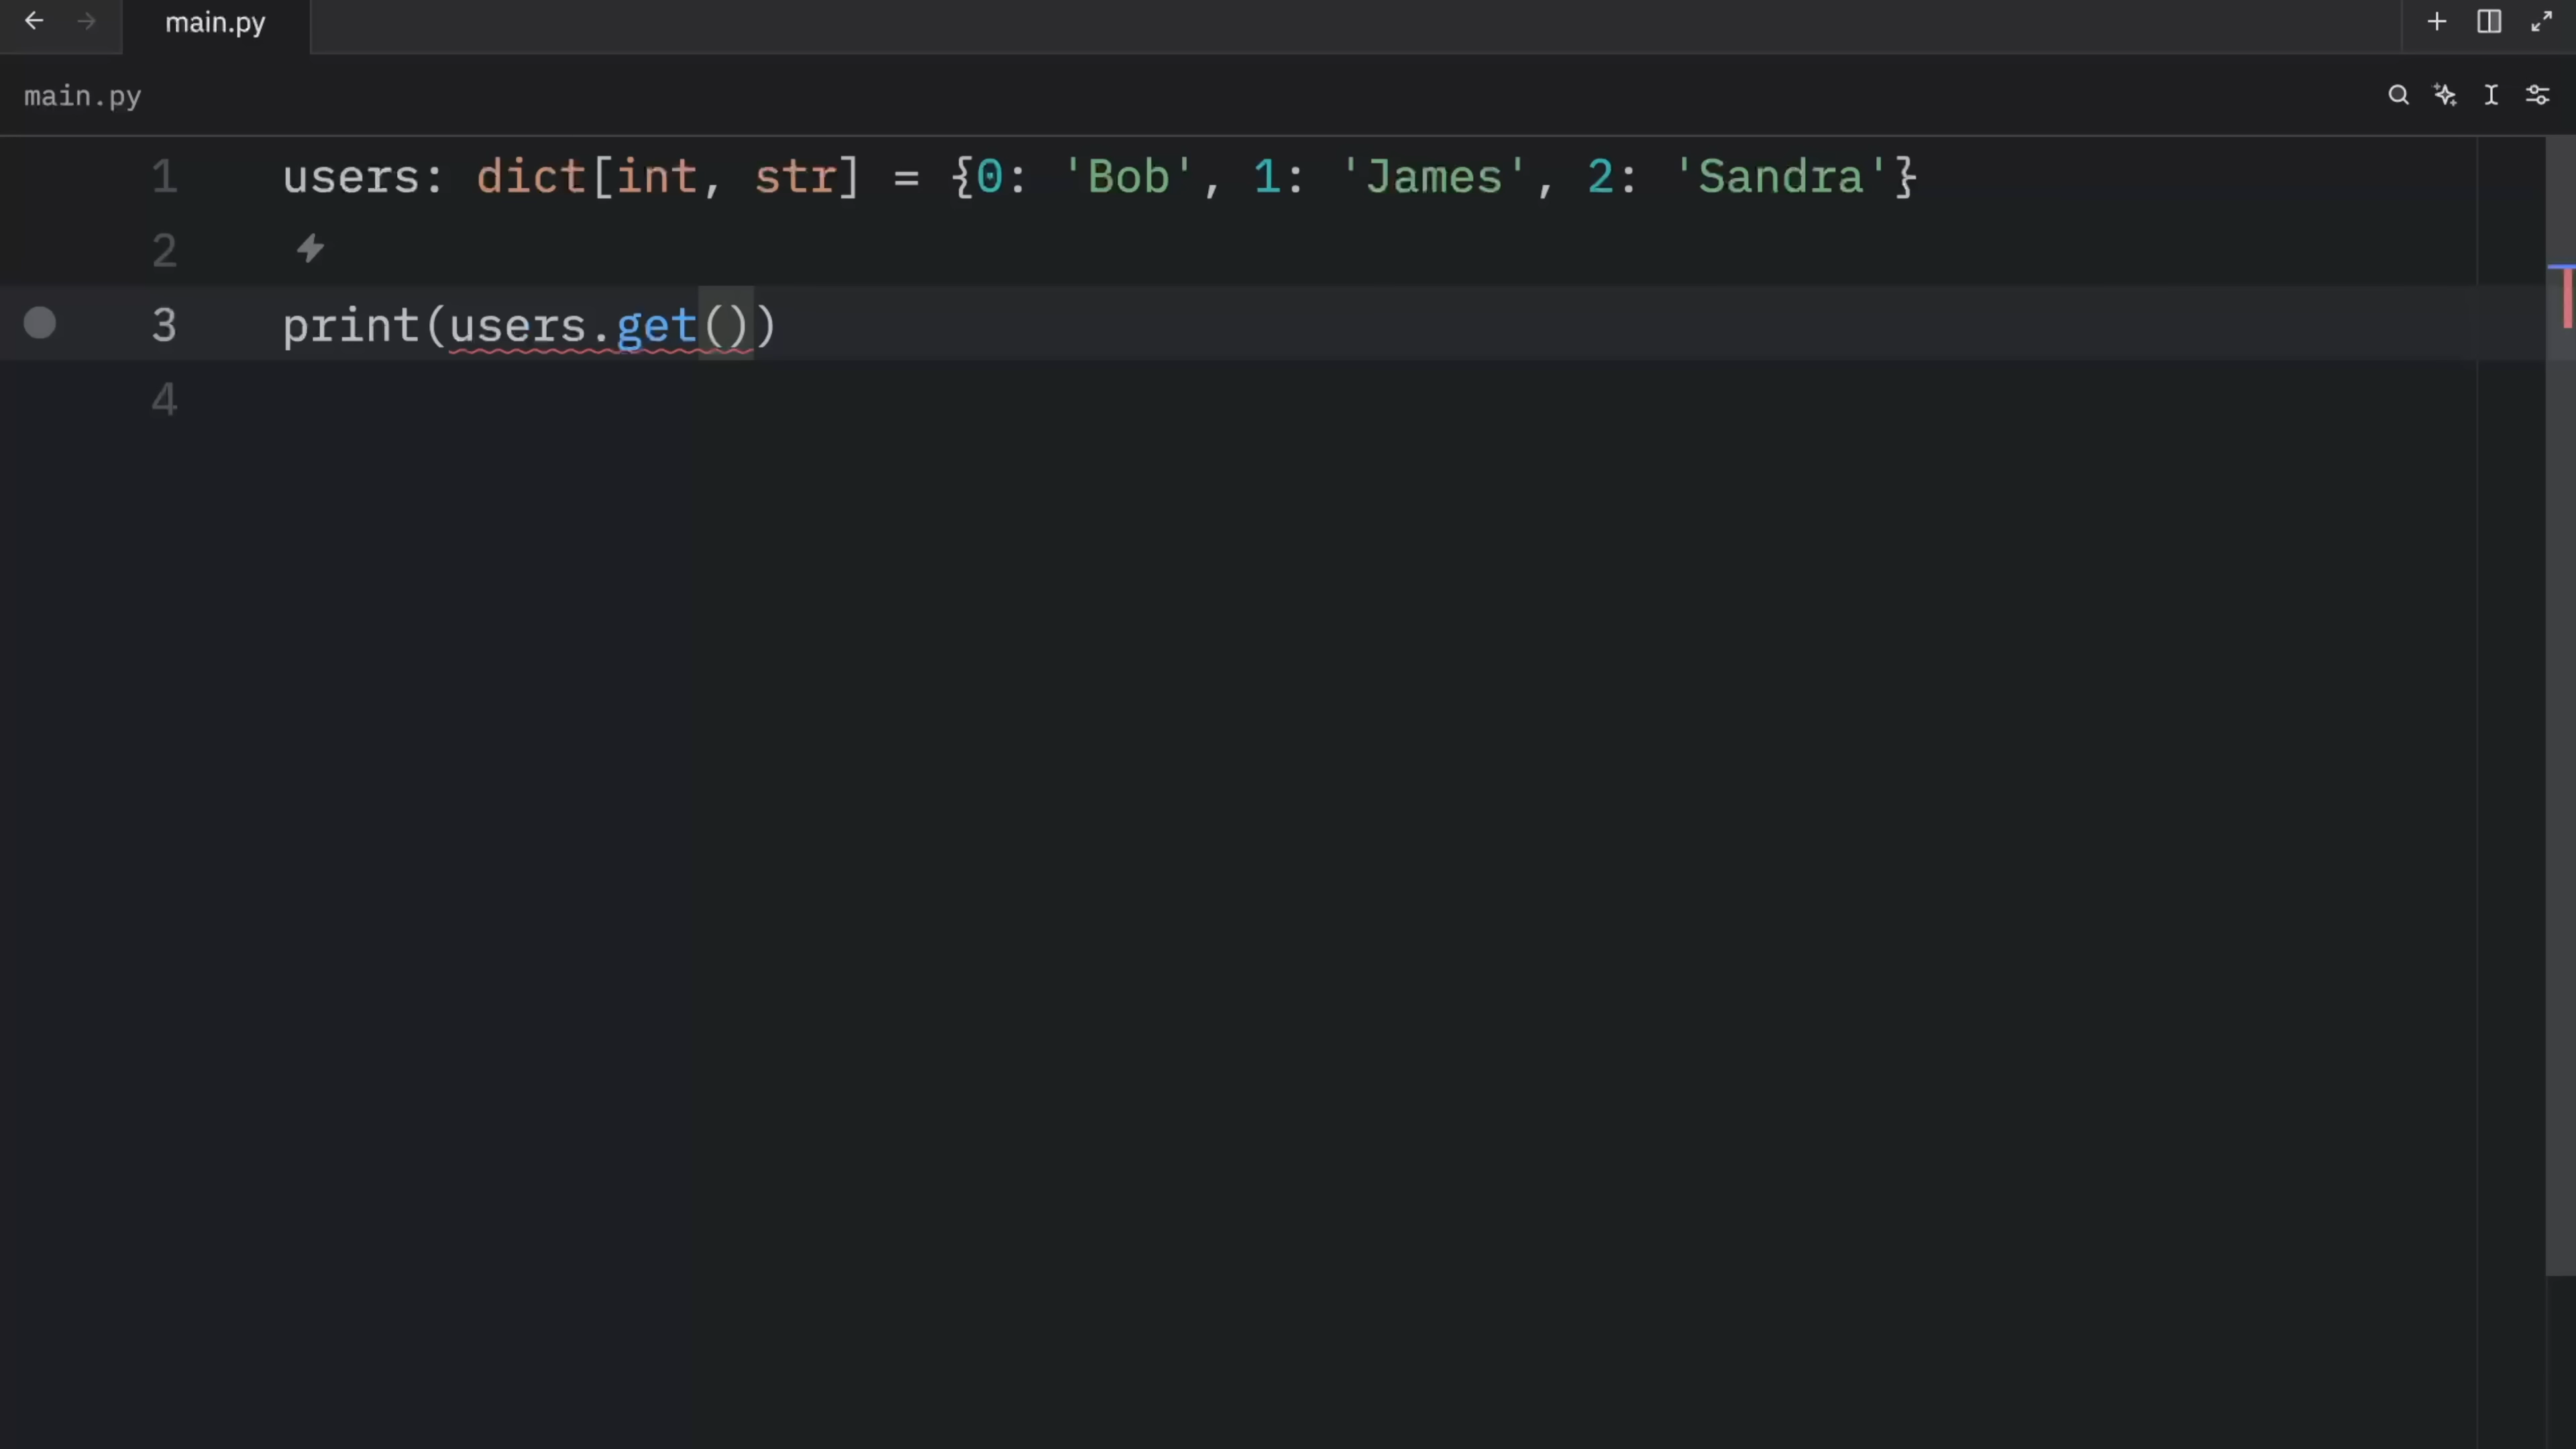 main.py
main.py
1 users: dict[int, str] = {0: 'Bob', 1: 'James', 2: 'Sandra'}
2
3 print(users.get())
4